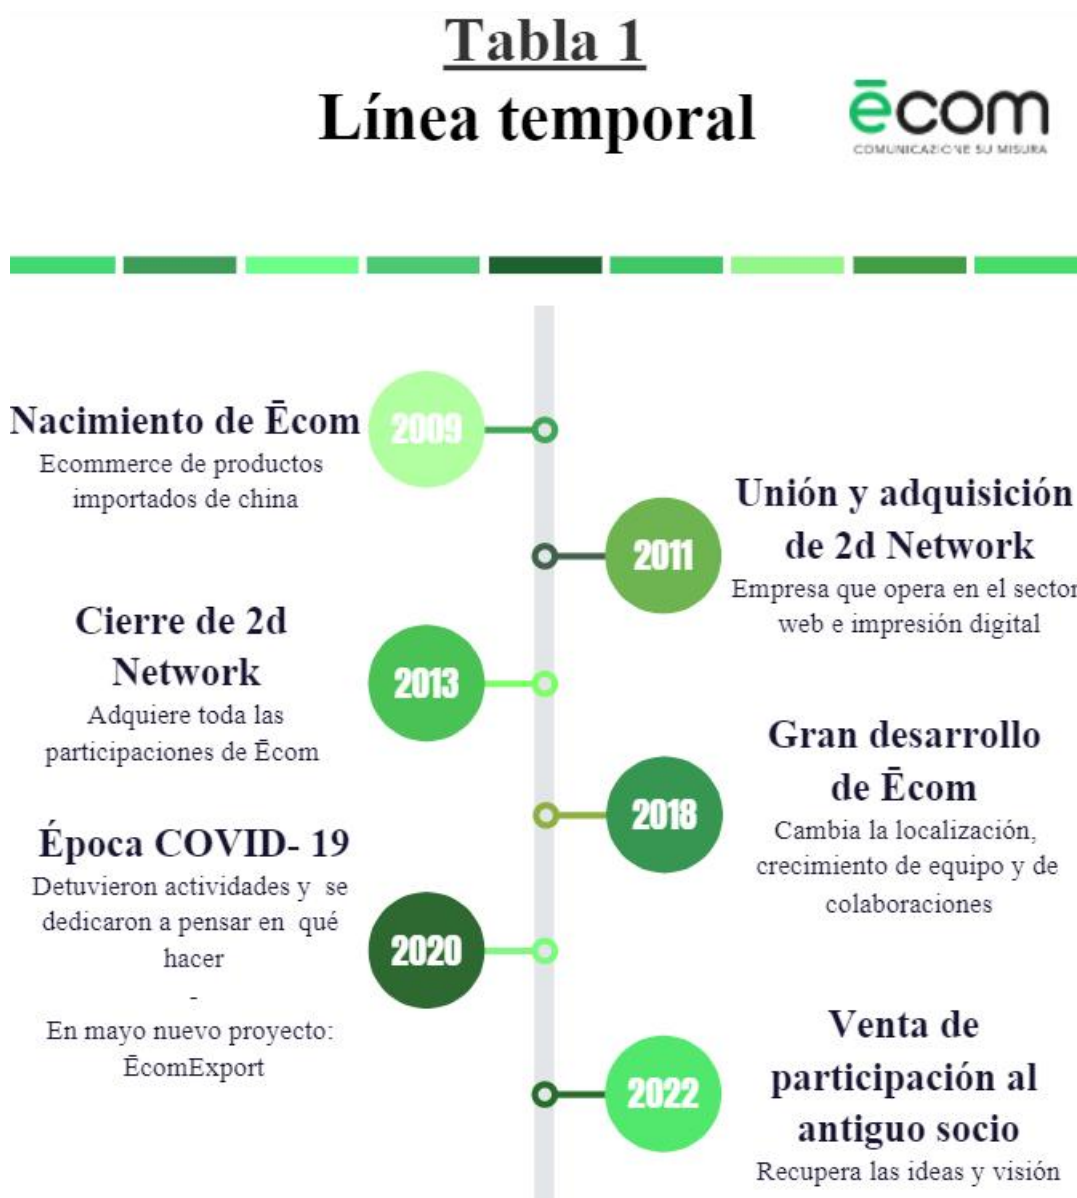 Tabla 1
Línea temporal
ēcom
COMUNICAZIONE SU MISURA
Nacimiento de Ēcom
Ecommerce de productos
importados de china
2009
2011
Unión y adquisición
de 2d Network
Empresa que opera en el sector
web e impresión digital
Cierre de 2d
Network
Adquiere toda las
participaciones de Ēcom
2013
2018
Gran desarrollo
de Ēcom
Cambia la localización,
crecimiento de equipo y de
colaboraciones
Época COVID- 19
Detuvieron actividades y se
dedicaron a pensar en qué
hacer
-
En mayo nuevo proyecto:
ĒcomExport
2020
2022
Venta de
participación al
antiguo socio
Recupera las ideas y visión